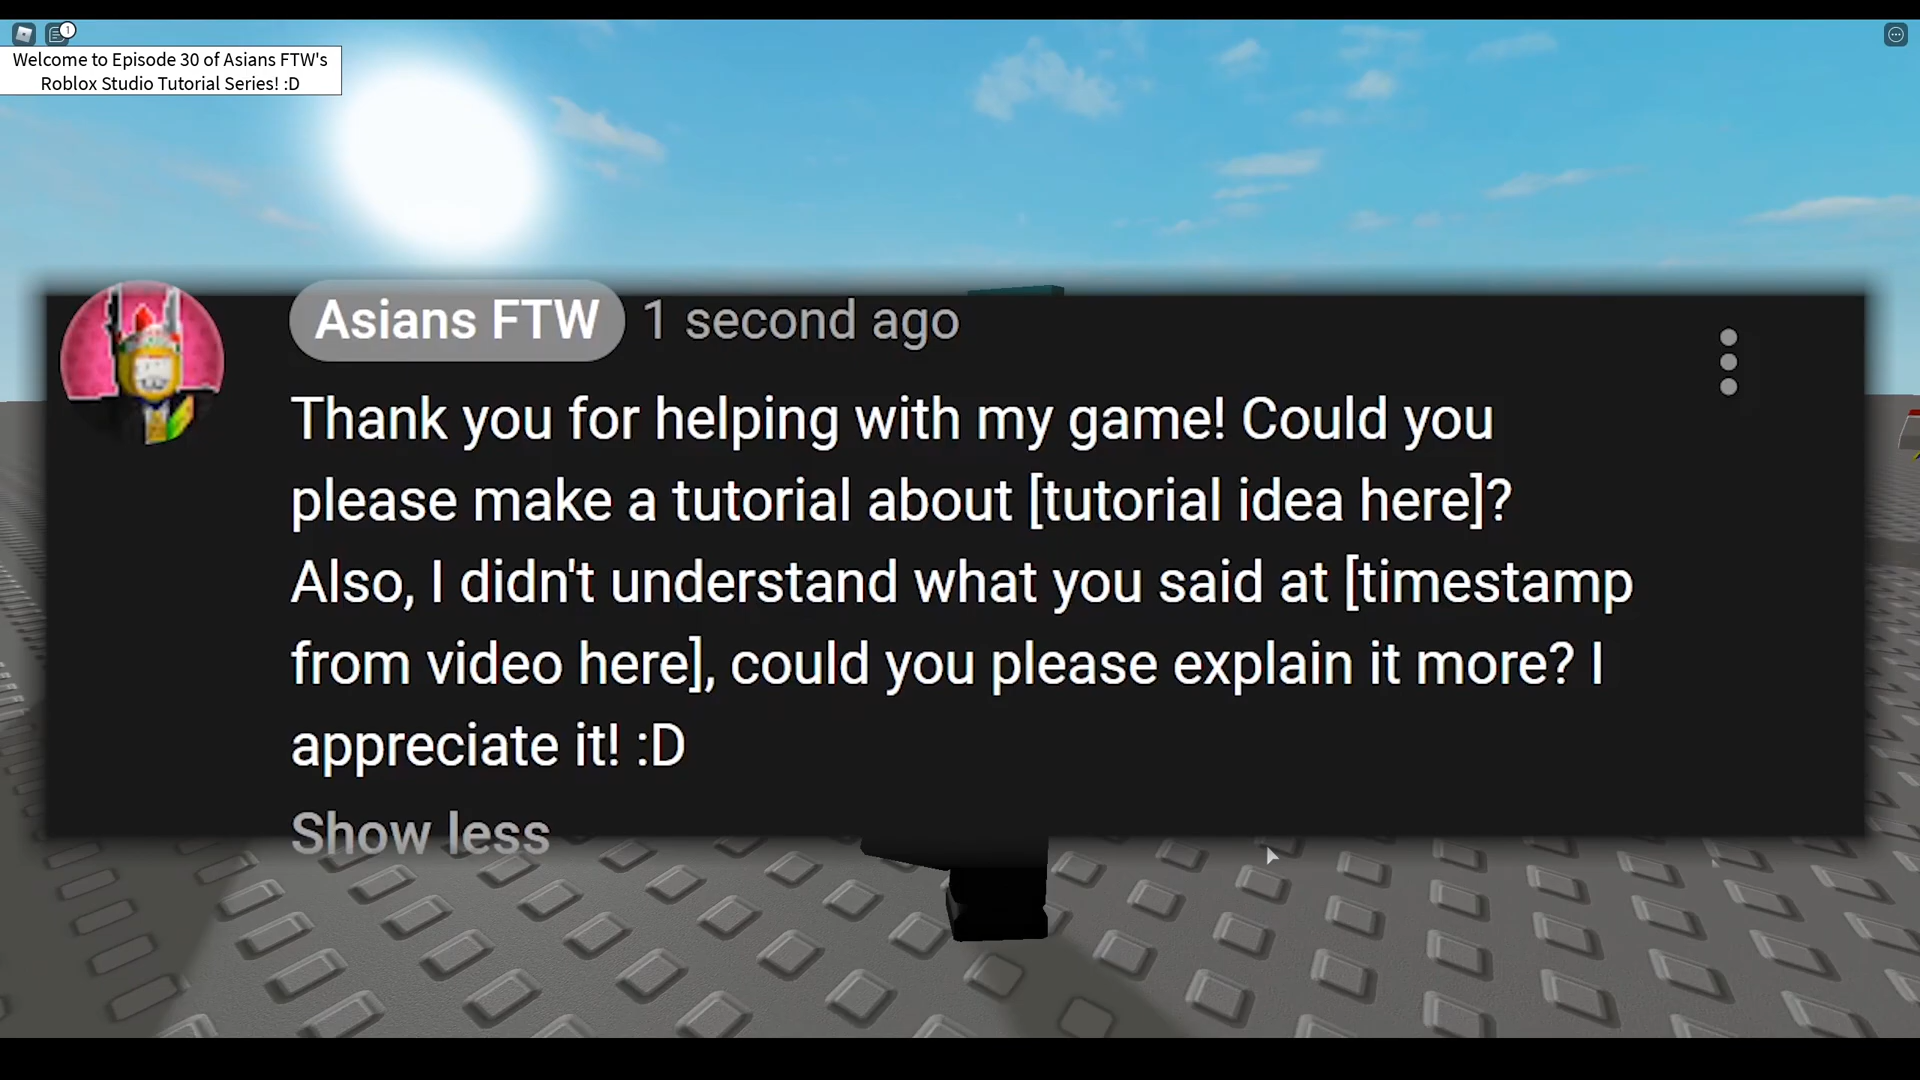 1
Welcome to Episode 30 of Asians FTW's
Roblox Studio Tutorial Series! :D
Asians FTW 1 second ago
Thank you for helping with my game! Could you
please make a tutorial about [tutorial idea here]?
Also, I didn't understand what you said at [timestamp
from video here], could you please explain it more? I
appreciate it! :D
Show less